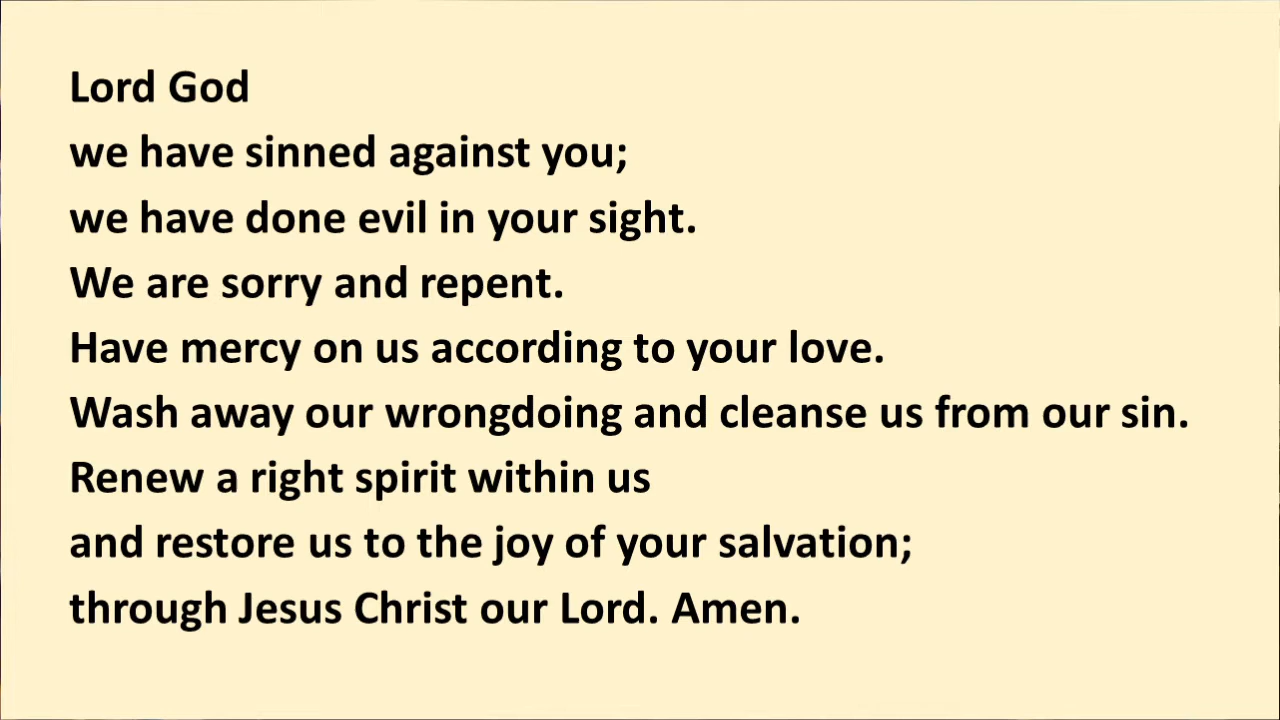 Lord God
we have sinned against you;
we have done evil in your sight.
We are sorry and repent.
Have mercy on us according to your love.
Wash away our wrongdoing and cleanse us from our sin.
Renew a right spirit within us
and restore us to the joy of your salvation;
through Jesus Christ our Lord. Amen.